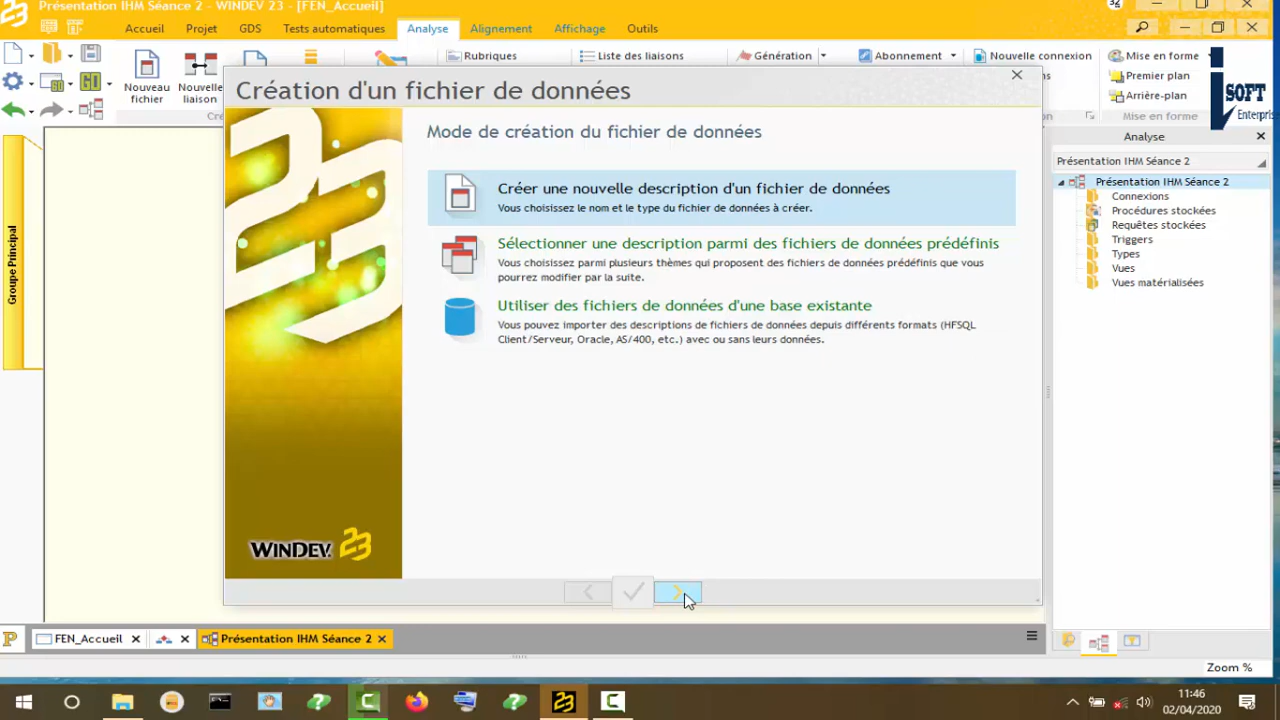 Présentation IHM Séance 2 - WINDEV 23 - [FEN_Accueil]
Accueil Projet GDS Tests automatiques Analyse Alignement Affichage Outils
Rubriques Liste des liaisons Génération Abonnement Nouvelle connexion Mise en forme
Premier plan
Arrière-plan
Mise en forme
Nouveau
fichier
Nouvelle
liaison
SOFT
Enterprise
Création d'un fichier de données
Mode de création du fichier de données
Créer une nouvelle description d'un fichier de données
Vous choisissez le nom et le type du fichier de données à créer.
Sélectionner une description parmi des fichiers de données prédéfinis
Vous choisissez parmi plusieurs thèmes qui proposent des fichiers de données prédéfinis que vous
pourrez modifier par la suite.
Utiliser des fichiers de données d'une base existante
Vous pouvez importer des descriptions de fichiers de données depuis différents formats (HFSQL
Client/Serveur, Oracle, AS/400, etc.) avec ou sans leurs données.
WINDEV 23
Groupe Principal
Analyse
Présentation IHM Séance 2
Présentation IHM Séance 2
Connexions
Procédures stockées
Requêtes stockées
Triggers
Types
Vues
Vues matérialisées
FEN_Accueil
Présentation IHM Séance 2
Zoom %
11:46
02/04/2020